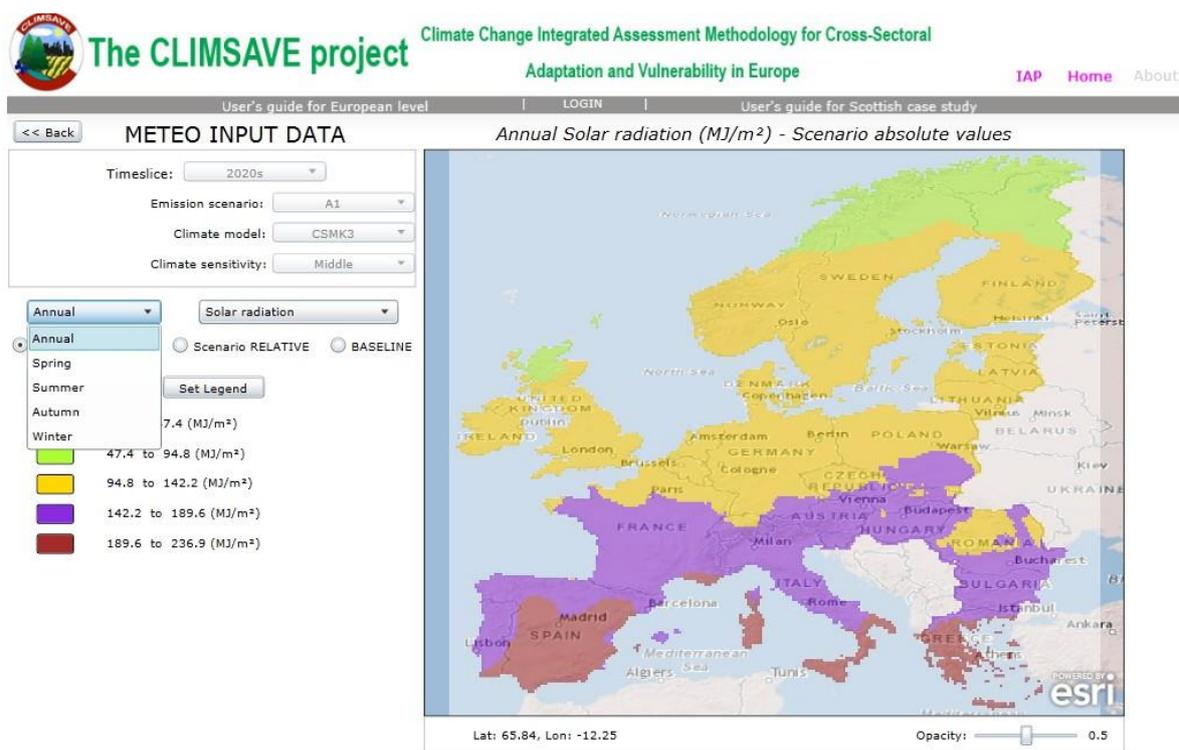 CLIMSAVE
The CLIMSAVE project
Climate Change Integrated Assessment Methodology for Cross-Sectoral
Adaptation and Vulnerability in Europe
IAP Home About
User's guide for European level | LOGIN | User's guide for Scottish case study
<< Back
METEO INPUT DATA
Annual Solar radiation (MJ/m²) - Scenario absolute values
Timeslice: 2020s
Emission scenario: A1
Climate model: CSMK3
Climate sensitivity: Middle
Annual Solar radiation
Annual
Spring
Summer
Autumn
Winter
Scenario RELATIVE BASELINE
Set Legend
7.4 (MJ/m²)
47.4 to 94.8 (MJ/m²)
94.8 to 142.2 (MJ/m²)
142.2 to 189.6 (MJ/m²)
189.6 to 236.9 (MJ/m²)
Norwegian Sea
SWEDEN
FINLAND
NORWAY
Oslo
Helsinki
Saint
Peterst
Stockholm
ESTONIA
North Sea
LATVIA
DENMARK
Baltic Sea
Copenhagen
LITHUANIA
UNITED
KINGDOM
Vilnius Minsk
Dublin
BELARUS
IRELAND
Amsterdam Berlin POLAND
Warsaw
London
GERMANY
Brussels
Cologne
Kiev
CZECH
REPUBLIC
Paris
UKRAINE
Vienna
Budapest
AUSTRIA
FRANCE
HUNGARY
Milan
ROMANIA
Bucharest
ITALY
BULGARIA
Barcelona
Rome
Istanbul
Madrid
Ankara
Lisbon SPAIN
GREECE
Mediterranean
Sea
Athens
Algiers
Tunis
POWERED BY
esri
Lat: 65.84, Lon: -12.25
Opacity: 0.5